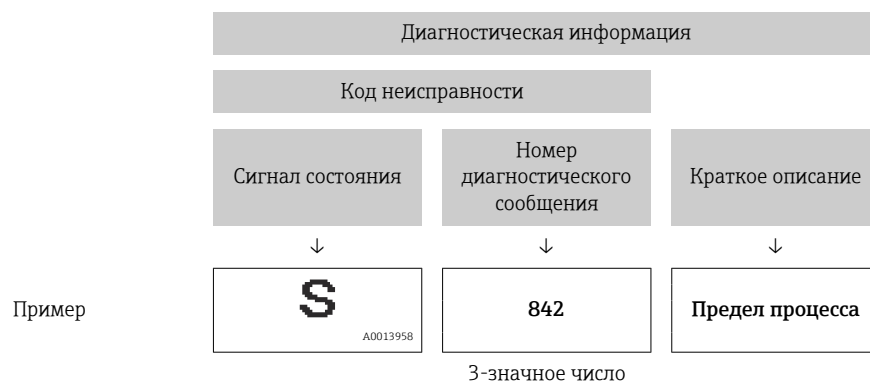 Диагностическая информация
Код неисправности
Сигнал состояния
Номер
диагностического
сообщения
Краткое описание
↓ ↓ ↓
Пример
S
A0013958
842
Предел процесса
3-значное число